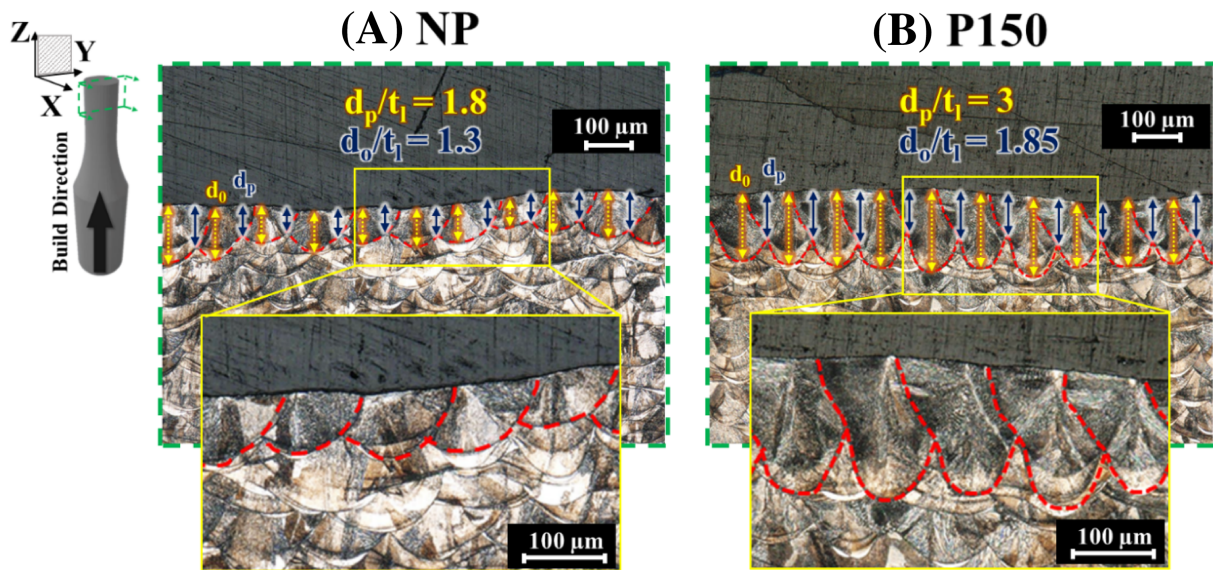 (A) NP
(B) P150
Z
Y
X
Build Direction
dp/tl = 1.8
do/tl = 1.3
100 μm
d0
dp
100 μm
dp/tl = 3
do/tl = 1.85
100 μm
d0
dp
100 μm